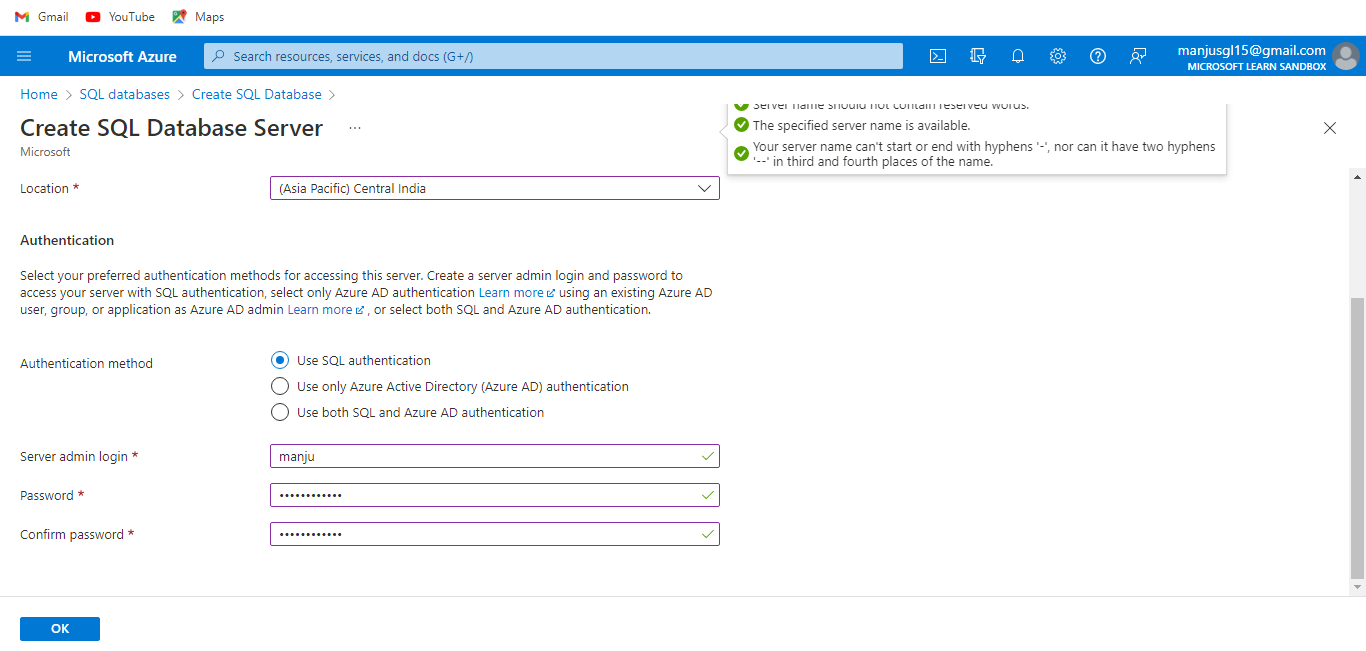 Gmail YouTube Maps
Microsoft Azure Search resources, services, and docs (G+/) manjusgl15@gmail.com
MICROSOFT LEARN SANDBOX
Home > SQL databases > Create SQL Database >
Create SQL Database Server ...
Microsoft
Server name should not contain reserved words.
The specified server name is available.
Your server name can't start or end with hyphens '-', nor can it have two hyphens
'--' in third and fourth places of the name.
Location *
(Asia Pacific) Central India
Authentication
Select your preferred authentication methods for accessing this server. Create a server admin login and password to
access your server with SQL authentication, select only Azure AD authentication Learn more using an existing Azure AD
user, group, or application as Azure AD admin Learn more , or select both SQL and Azure AD authentication.
Authentication method
Use SQL authentication
Use only Azure Active Directory (Azure AD) authentication
Use both SQL and Azure AD authentication
Server admin login *
manju
Password *
••••••••••••
Confirm password *
••••••••••••
OK